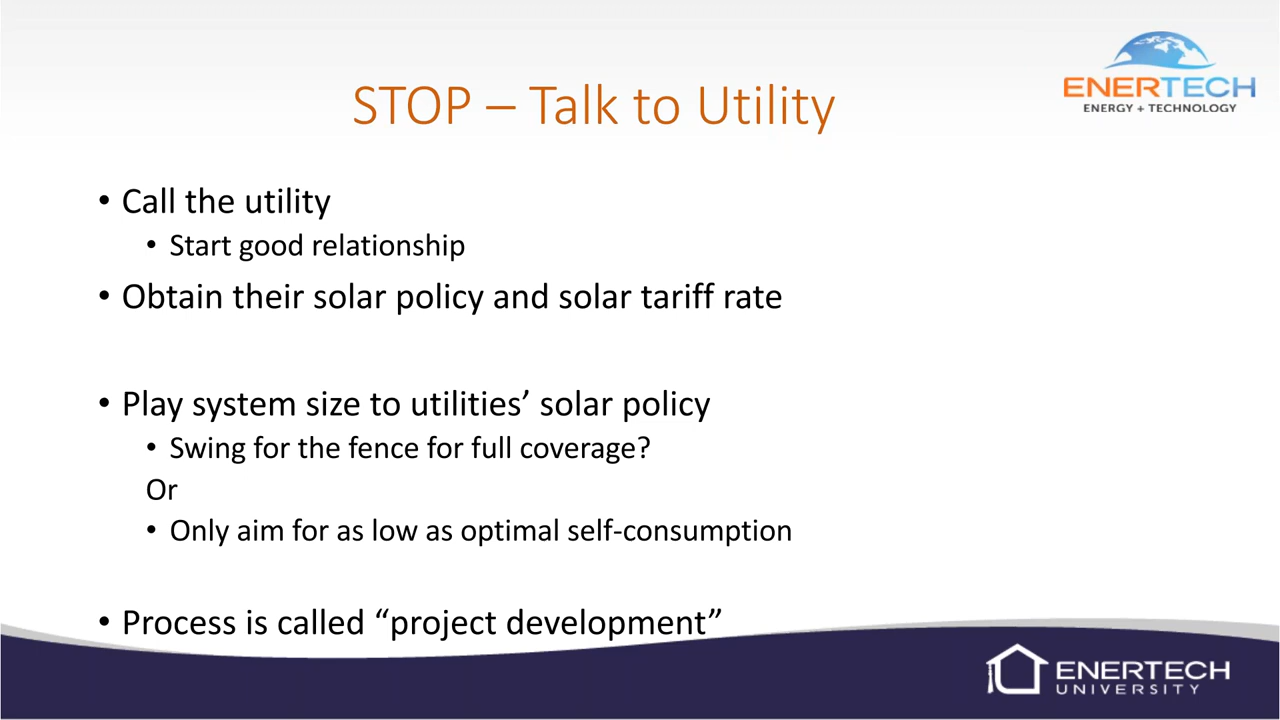 ENERTECH
ENERGY + TECHNOLOGY
STOP – Talk to Utility
• Call the utility
• Start good relationship
• Obtain their solar policy and solar tariff rate
• Play system size to utilities’ solar policy
• Swing for the fence for full coverage?
Or
• Only aim for as low as optimal self-consumption
• Process is called “project development”
ENERTECH
UNIVERSITY